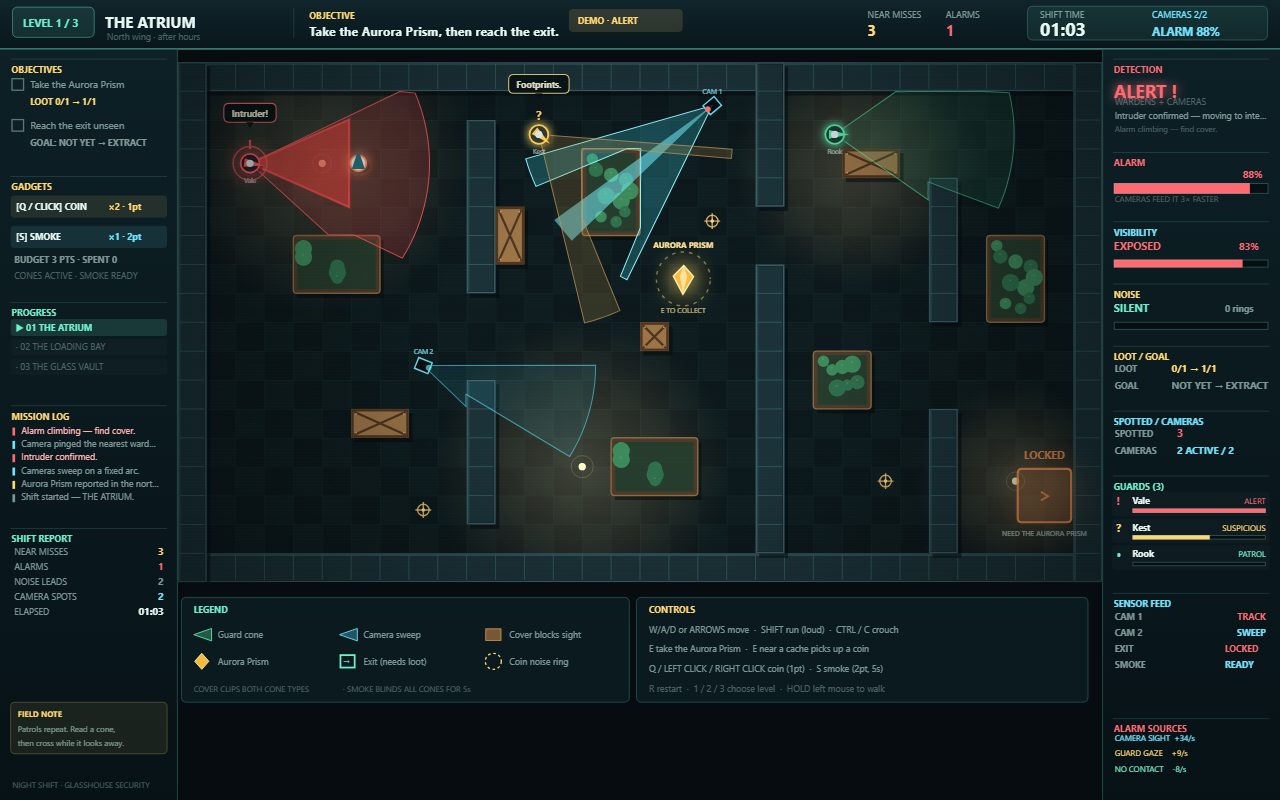 LEVEL 1 / 3
THE ATRIUM
North wing · after hours
OBJECTIVE
Take the Aurora Prism, then reach the exit.
DEMO · ALERT
NEAR MISSES
3
ALARMS
1
SHIFT TIME
01:03
CAMERAS 2/2
ALARM 88%
OBJECTIVES
Take the Aurora Prism
LOOT 0/1 → 1/1
Reach the exit unseen
GOAL: NOT YET → EXTRACT
GADGETS
[Q / CLICK] COIN ×2 · 1pt
[S] SMOKE ×1 · 2pt
BUDGET 3 PTS · SPENT 0
CONES ACTIVE · SMOKE READY
PROGRESS
▶ 01 THE ATRIUM
· 02 THE LOADING BAY
· 03 THE GLASS VAULT
MISSION LOG
Alarm climbing — find cover.
Camera pinged the nearest ward...
Intruder confirmed.
Cameras sweep on a fixed arc.
Aurora Prism reported in the nort...
Shift started — THE ATRIUM.
SHIFT REPORT
NEAR MISSES 3
ALARMS 1
NOISE LEADS 2
CAMERA SPOTS 2
ELAPSED 01:03
FIELD NOTE
Patrols repeat. Read a cone,
then cross while it looks away.
NIGHT SHIFT · GLASSHOUSE SECURITY
Intruder!
!
Vale
Footprints.
?
Kest
CAM 1
Rook
AURORA PRISM
E TO COLLECT
CAM 2
LOCKED
>
NEED THE AURORA PRISM
LEGEND
Guard cone
Camera sweep
Cover blocks sight
Aurora Prism
Exit (needs loot)
Coin noise ring
COVER CLIPS BOTH CONE TYPES
· SMOKE BLINDS ALL CONES FOR 5s
CONTROLS
W/A/D or ARROWS move · SHIFT run (loud) · CTRL / C crouch
E take the Aurora Prism · E near a cache picks up a coin
Q / LEFT CLICK / RIGHT CLICK coin (1pt) · S smoke (2pt, 5s)
R restart · 1 / 2 / 3 choose level · HOLD left mouse to walk
DETECTION
ALERT !
WARDENS + CAMERAS
Intruder confirmed — moving to inte...
Alarm climbing — find cover.
ALARM
88%
CAMERAS FEED IT 3× FASTER
VISIBILITY
EXPOSED 83%
NOISE
SILENT 0 rings
LOOT / GOAL
LOOT 0/1 → 1/1
GOAL NOT YET → EXTRACT
SPOTTED / CAMERAS
SPOTTED 3
CAMERAS 2 ACTIVE / 2
GUARDS (3)
! Vale ALERT
? Kest SUSPICIOUS
• Rook PATROL
SENSOR FEED
CAM 1 TRACK
CAM 2 SWEEP
EXIT LOCKED
SMOKE READY
ALARM SOURCES
CAMERA SIGHT +34/s
GUARD GAZE +9/s
NO CONTACT -8/s